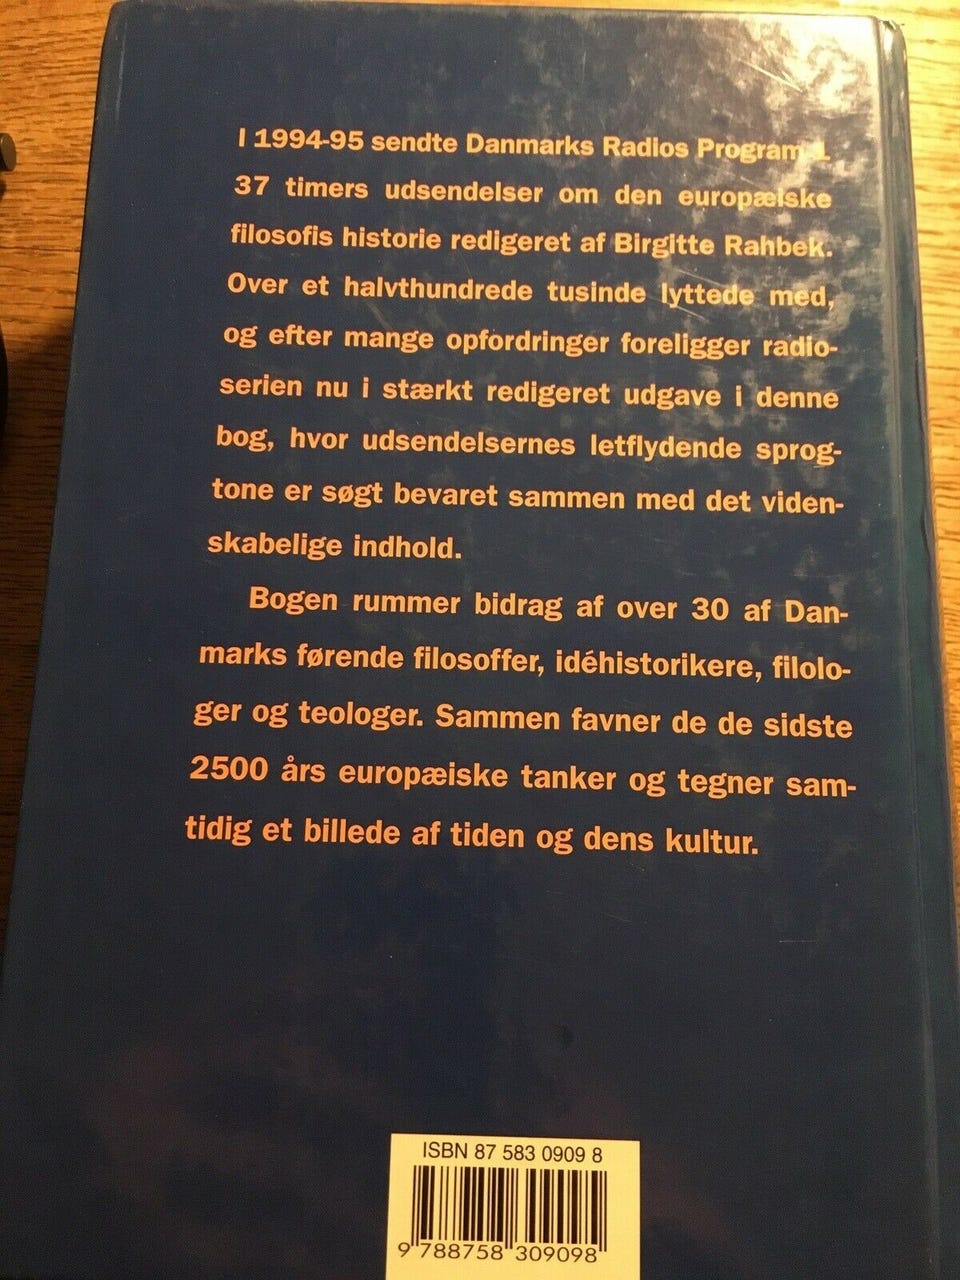 I 1994-95 sendte Danmarks Radios Program 1
37 timers udsendelser om den europæiske
filosofis historie redigeret af Birgitte Rahbek.
Over et halvthundrede tusinde lyttede med,
og efter mange opfordringer foreligger radio-
serien nu i stærkt redigeret udgave i denne
bog, hvor udsendelsernes letflydende sprog-
tone er søgt bevaret sammen med det viden-
skabelige indhold.
Bogen rummer bidrag af over 30 af Dan-
marks førende filosoffer, idéhistorikere, filolo-
ger og teologer. Sammen favner de de sidste
2500 års europæiske tanker og tegner sam-
tidig et billede af tiden og dens kultur.
ISBN 87 583 0909 8
9 788758 309098